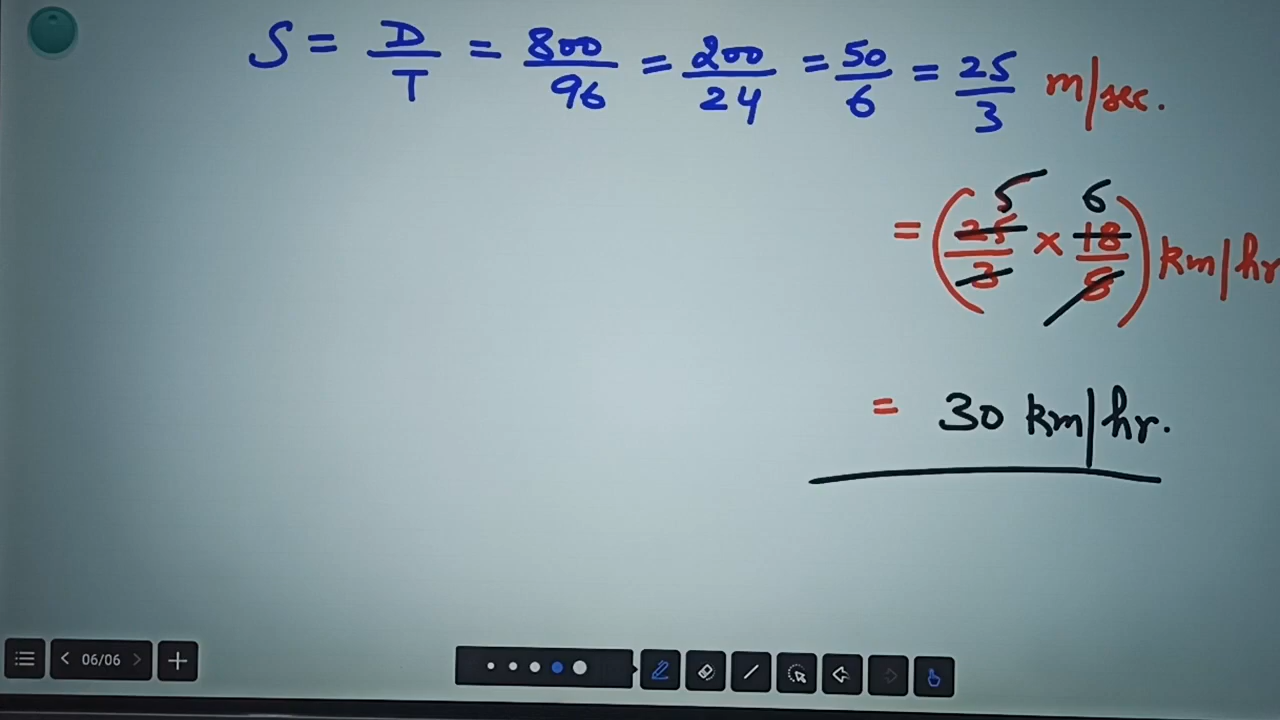 S = D/T = 800/96 = 200/24 = 50/6 = 25/3 m/sec.
5 6
= (25/3 × 18/5) km/hr
= 30 km/hr.
06/06